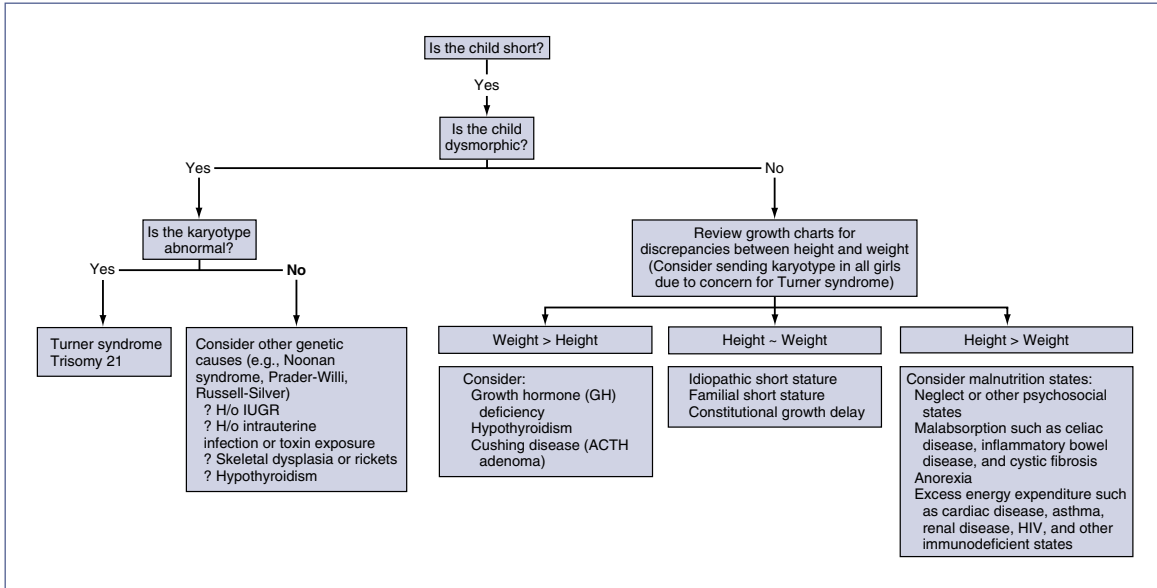 Is the child short?
Yes
Is the child
dysmorphic?
Yes
No
Is the karyotype
abnormal?
Yes
No
Turner syndrome
Trisomy 21
Consider other genetic
causes (e.g., Noonan
syndrome, Prader-Willi,
Russell-Silver)
? H/o IUGR
? H/o intrauterine
infection or toxin exposure
? Skeletal dysplasia or rickets
? Hypothyroidism
Review growth charts for
discrepancies between height and weight
(Consider sending karyotype in all girls
due to concern for Turner syndrome)
Weight > Height
Consider:
Growth hormone (GH)
deficiency
Hypothyroidism
Cushing disease (ACTH
adenoma)
Height ~ Weight
Idiopathic short stature
Familial short stature
Constitutional growth delay
Height > Weight
Consider malnutrition states:
Neglect or other psychosocial
states
Malabsorption such as celiac
disease, inflammatory bowel
disease, and cystic fibrosis
Anorexia
Excess energy expenditure such
as cardiac disease, asthma,
renal disease, HIV, and other
immunodeficient states